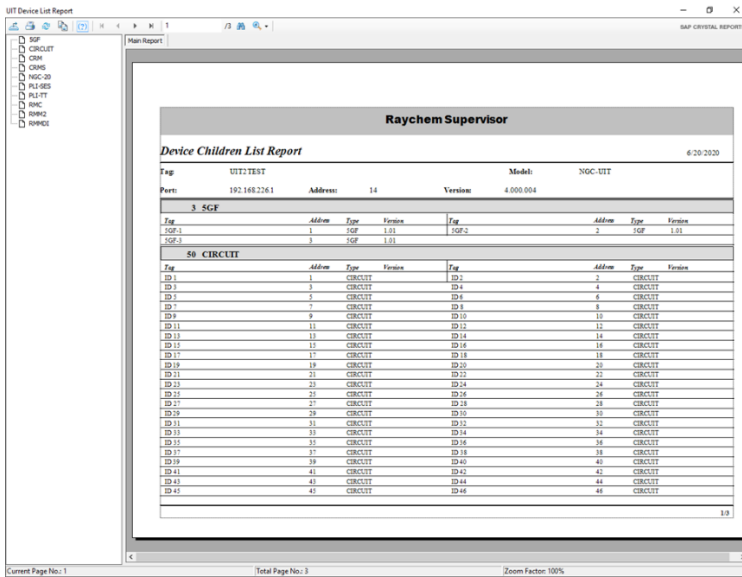 UIT Device List Report
1 /3
SAP CRYSTAL REPORT
5GF
CIRCUIT
CRM
CRMS
NGC-20
PLI-SES
PLI-TT
RMC
RMM2
RMMDI
Main Report
Raychem Supervisor
Device Children List Report 6/20/2020
Tag: UIT2TEST Model: NGC-UIT
Port: 192.168.226.1 Address: 14 Version: 4.000.004
3 5GF
Tag Address Type Version Tag Address Type Version
5GF-1 1 5GF 1.01 5GF-2 2 5GF 1.01
5GF-3 3 5GF 1.01
50 CIRCUIT
Tag Address Type Version Tag Address Type Version
ID 1 1 CIRCUIT ID 2 2 CIRCUIT
ID 3 3 CIRCUIT ID 4 4 CIRCUIT
ID 5 5 CIRCUIT ID 6 6 CIRCUIT
ID 7 7 CIRCUIT ID 8 8 CIRCUIT
ID 9 9 CIRCUIT ID 10 10 CIRCUIT
ID 11 11 CIRCUIT ID 12 12 CIRCUIT
ID 13 13 CIRCUIT ID 14 14 CIRCUIT
ID 15 15 CIRCUIT ID 16 16 CIRCUIT
ID 17 17 CIRCUIT ID 18 18 CIRCUIT
ID 19 19 CIRCUIT ID 20 20 CIRCUIT
ID 21 21 CIRCUIT ID 22 22 CIRCUIT
ID 23 23 CIRCUIT ID 24 24 CIRCUIT
ID 25 25 CIRCUIT ID 26 26 CIRCUIT
ID 27 27 CIRCUIT ID 28 28 CIRCUIT
ID 29 29 CIRCUIT ID 30 30 CIRCUIT
ID 31 31 CIRCUIT ID 32 32 CIRCUIT
ID 33 33 CIRCUIT ID 34 34 CIRCUIT
ID 35 35 CIRCUIT ID 36 36 CIRCUIT
ID 37 37 CIRCUIT ID 38 38 CIRCUIT
ID 39 39 CIRCUIT ID 40 40 CIRCUIT
ID 41 41 CIRCUIT ID 42 42 CIRCUIT
ID 43 43 CIRCUIT ID 44 44 CIRCUIT
ID 45 45 CIRCUIT ID 46 46 CIRCUIT
1/3
Current Page No.: 1 Total Page No.: 3 Zoom Factor: 100%